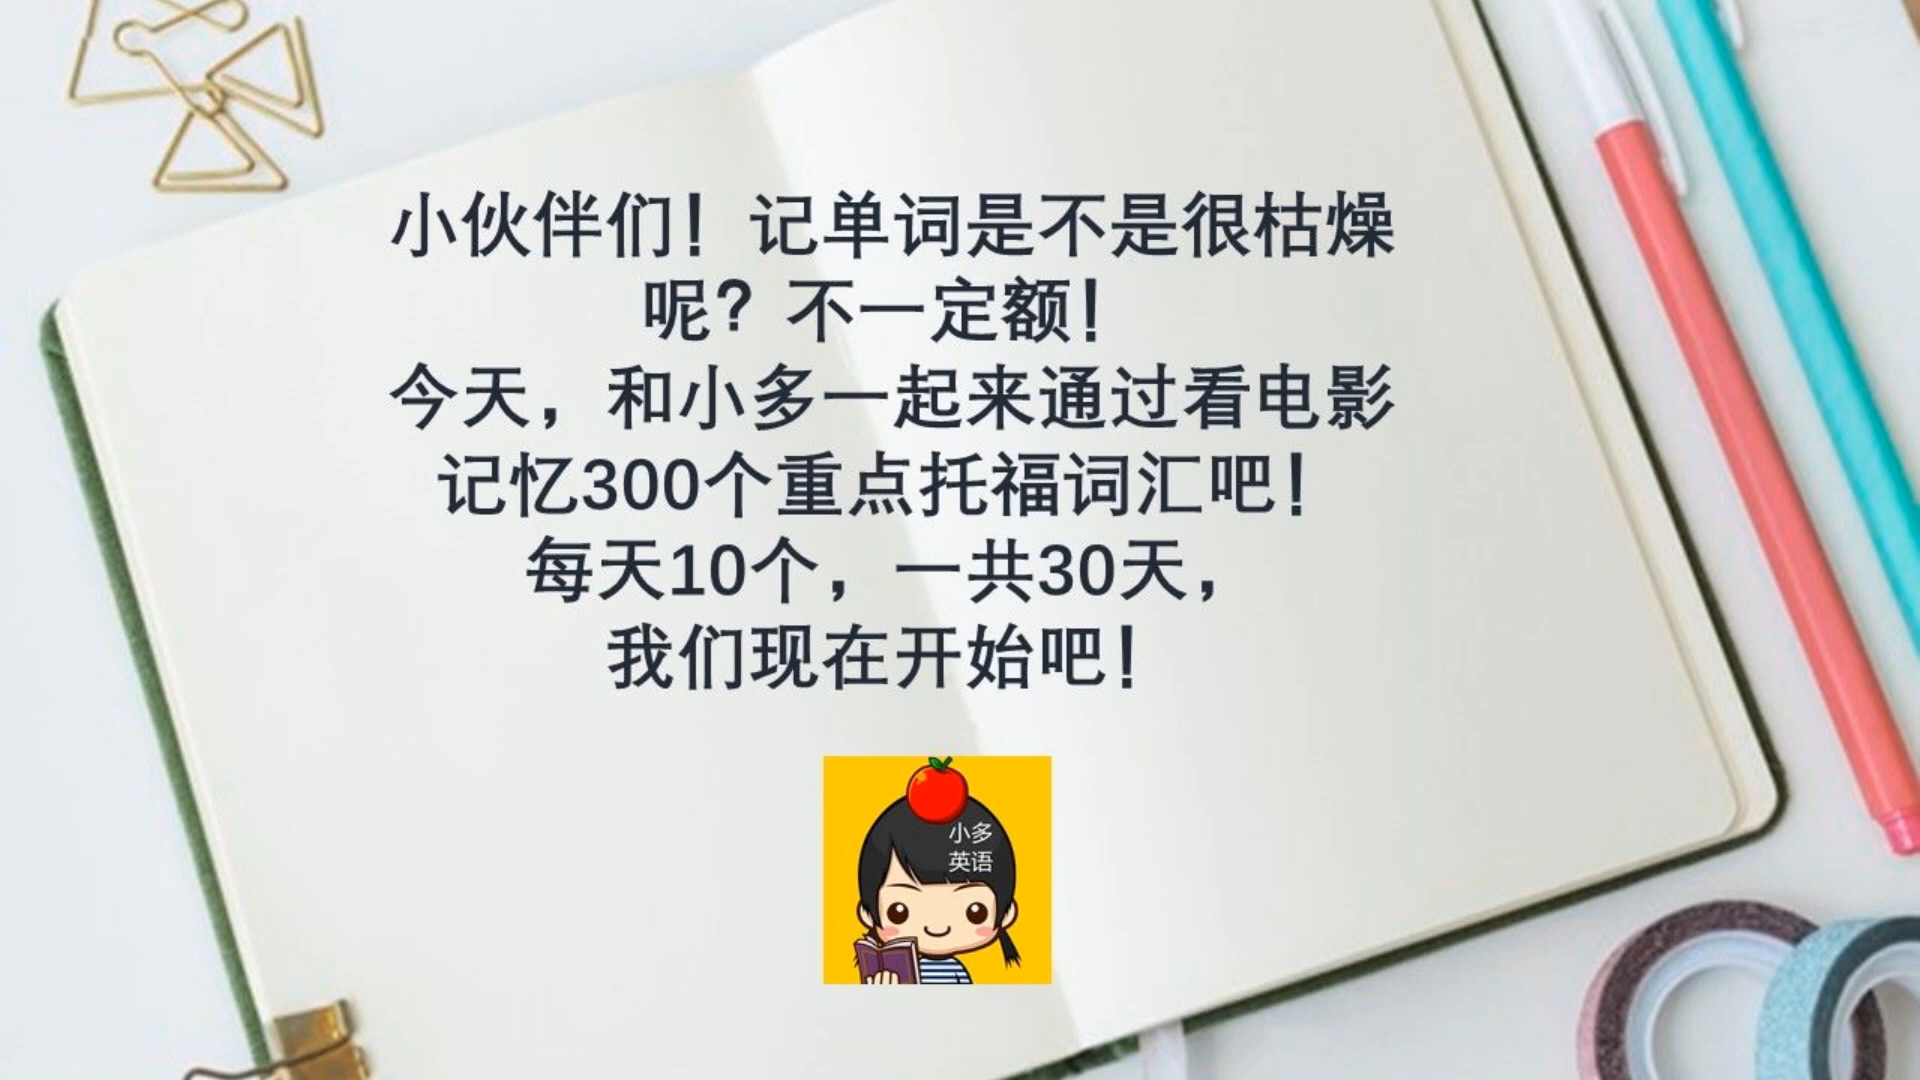 小伙伴们！记单词是不是很枯燥
呢？不一定额！
今天，和小多一起来通过看电影
记忆300个重点托福词汇吧！
每天10个，一共30天，
我们现在开始吧！
小多
英语